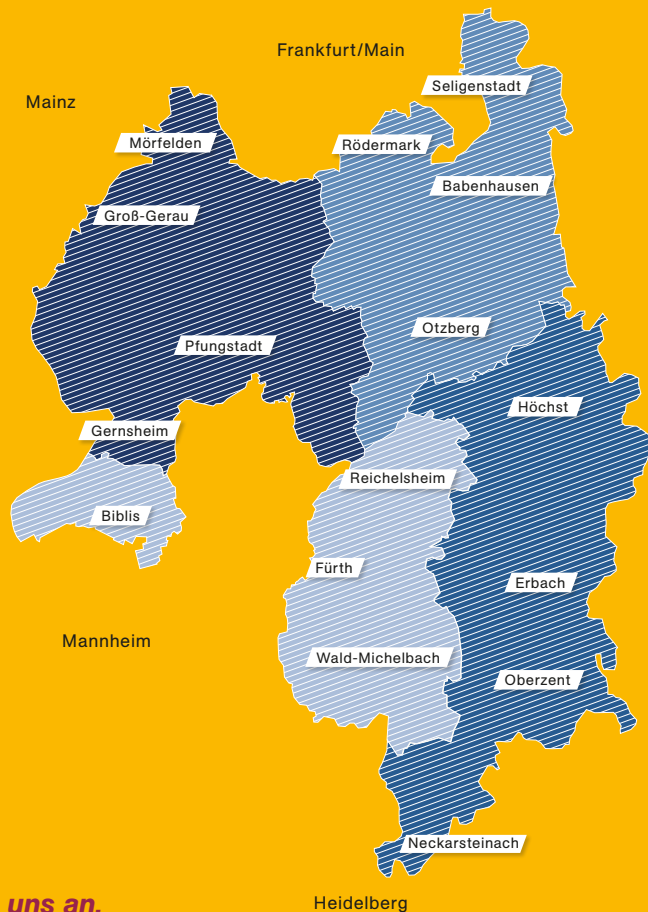 Frankfurt/Main
Seligenstadt
Mainz
Mörfelden
Rödermark
Babenhausen
Groß-Gerau
Otzberg
Pfungstadt
Höchst
Gernsheim
Reichelsheim
Biblis
Fürth
Erbach
Mannheim
Wald-Michelbach
Oberzent
Neckarsteinach
uns an.
Heidelberg